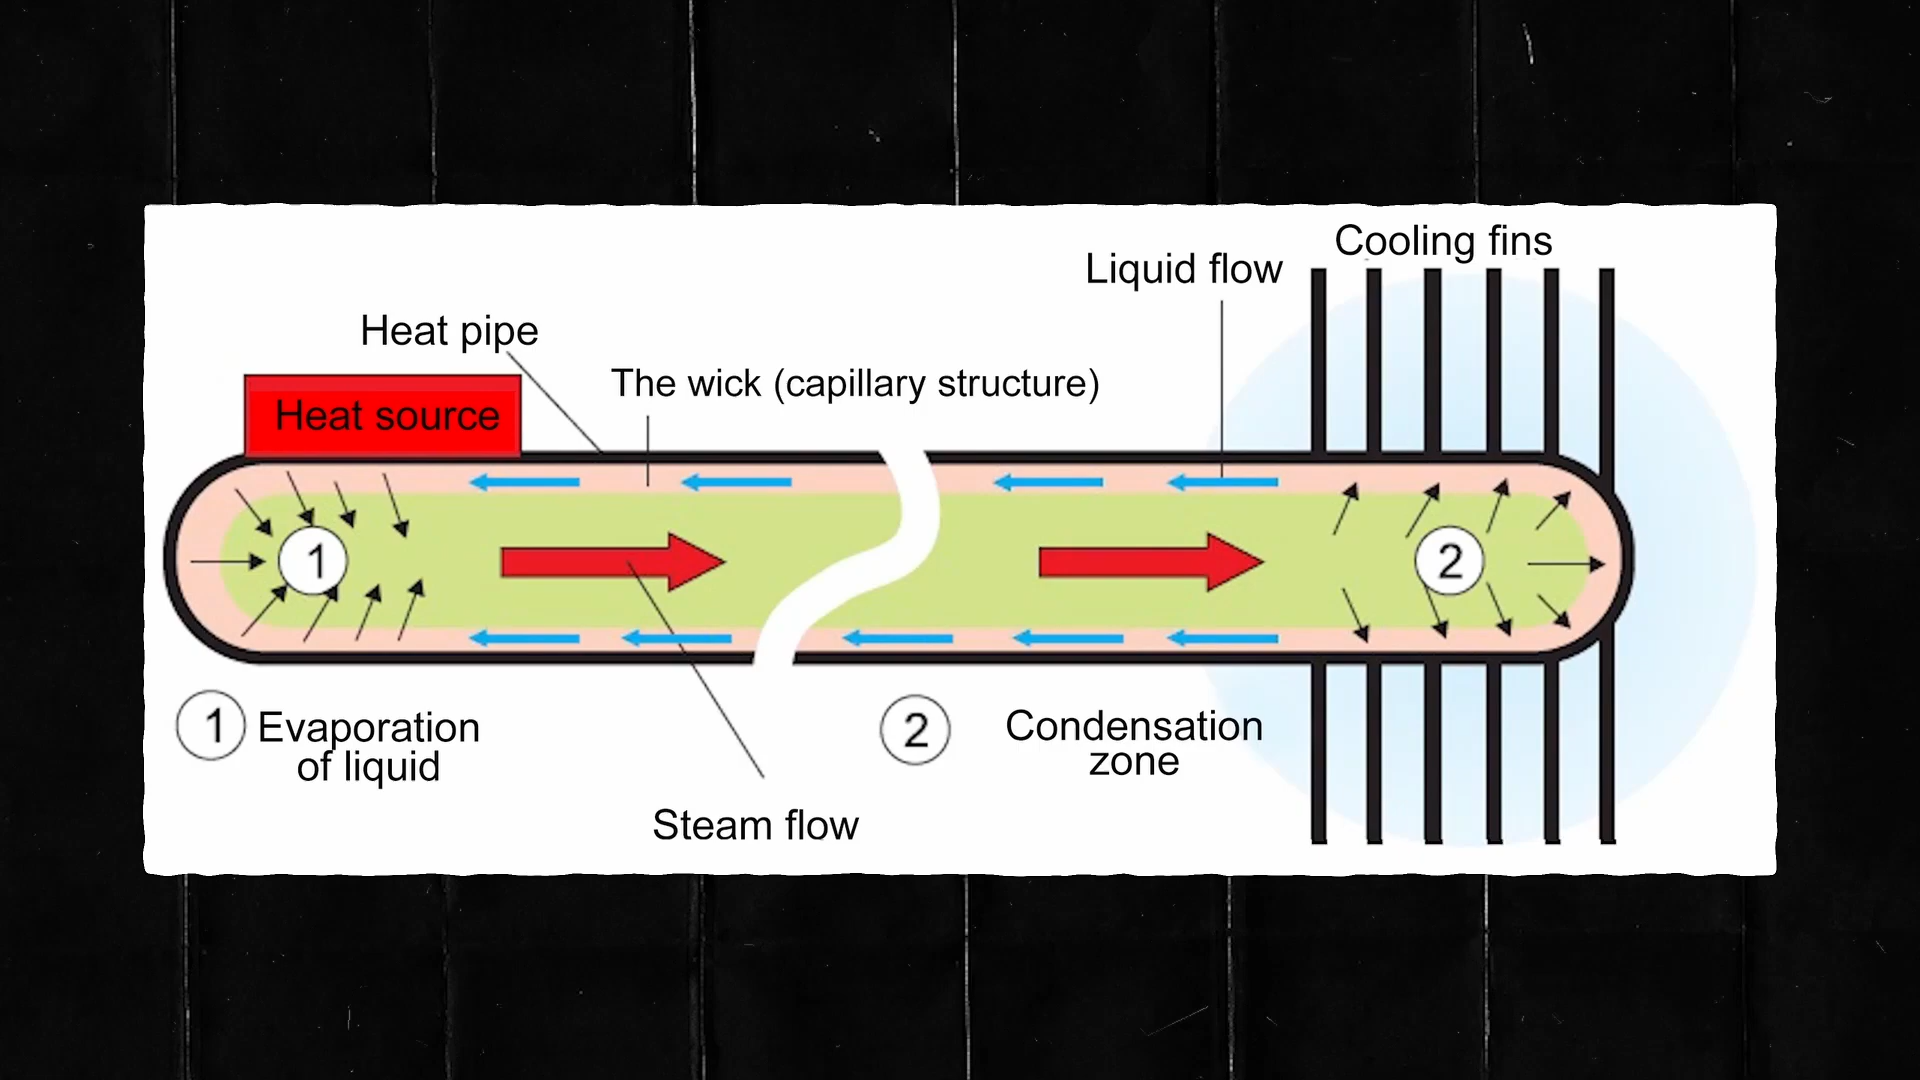 Cooling fins
Liquid flow
Heat pipe
The wick (capillary structure)
Heat source
1
2
1 Evaporation
of liquid
2 Condensation
zone
Steam flow